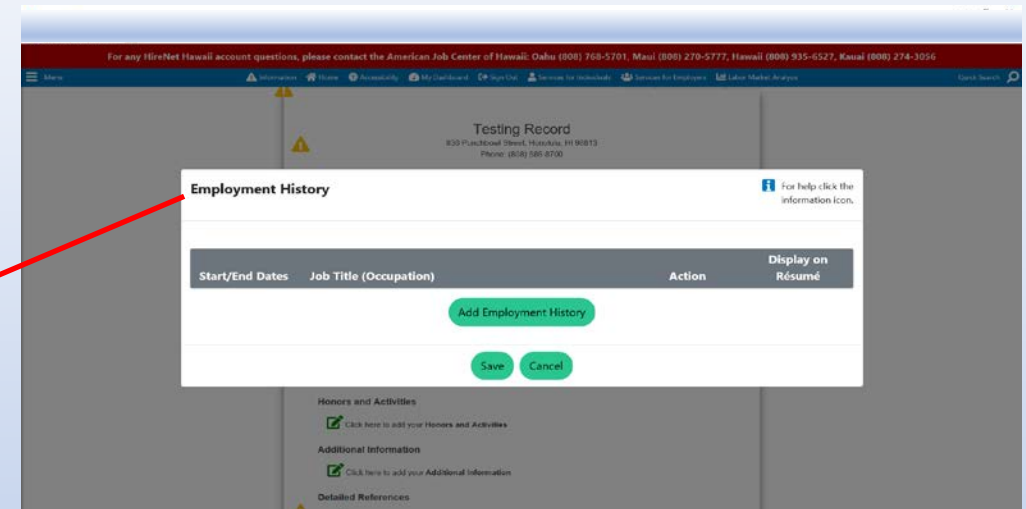 For any HireNet Hawaii account questions, please contact the American Job Center of Hawaii: Oahu (808) 768-5701, Maui (808) 270-5777, Hawaii (808) 935-6527, Kauai (808) 274-3056
Menu Information Home Accessibility My Dashboard Sign Out Services for Individuals Services for Employers Labor Market Analysis Quick Search
Testing Record
830 Punchbowl Street, Honolulu, HI 96813
Phone: (808) 586-8700
Employment History
For help click the
information icon.
Start/End Dates Job Title (Occupation) Action Display on
Résumé
Add Employment History
Save Cancel
Honors and Activities
Click here to add your Honors and Activities
Additional Information
Click here to add your Additional Information
Detailed References